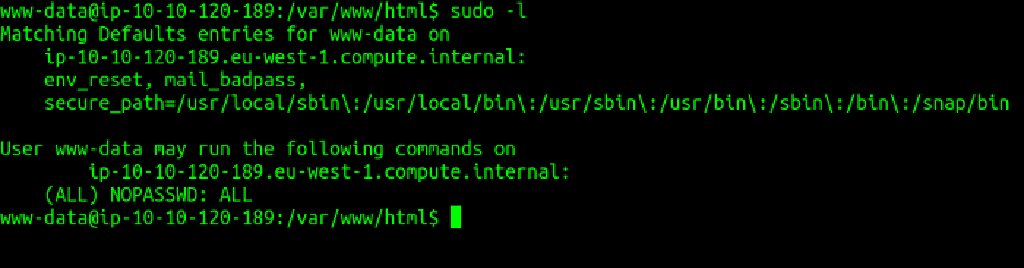 www-data@ip-10-10-120-189:/var/www/html$ sudo -l
Matching Defaults entries for www-data on
    ip-10-10-120-189.eu-west-1.compute.internal:
    env_reset, mail_badpass,
    secure_path=/usr/local/sbin\:/usr/local/bin\:/usr/sbin\:/usr/bin\:/sbin\:/bin\:/snap/bin
User www-data may run the following commands on
        ip-10-10-120-189.eu-west-1.compute.internal:
    (ALL) NOPASSWD: ALL
www-data@ip-10-10-120-189:/var/www/html$